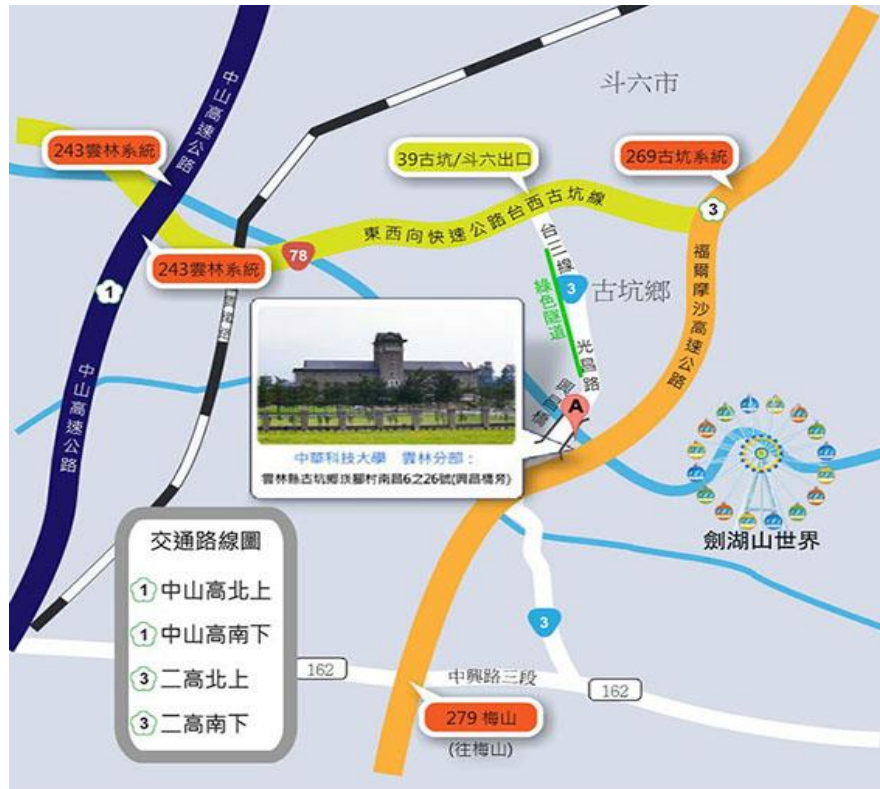 中山高速公路
斗六市
243雲林系統
39古坑/斗六出口
269古坑系統
3
東西向快速公路台西古坑線
78
243雲林系統
台三線
3
綠色隧道
古坑鄉
福爾摩沙高速公路
1
光昌路
興昌橋
A
中山高速公路
中華科技大學 雲林分部：
雲林縣古坑鄉崁腳村南昌6之26號(興昌橋旁)
劍湖山世界
交通路線圖
1 中山高北上
1 中山高南下
3 二高北上
3 二高南下
3
162
中興路三段
162
279 梅山
(往梅山)